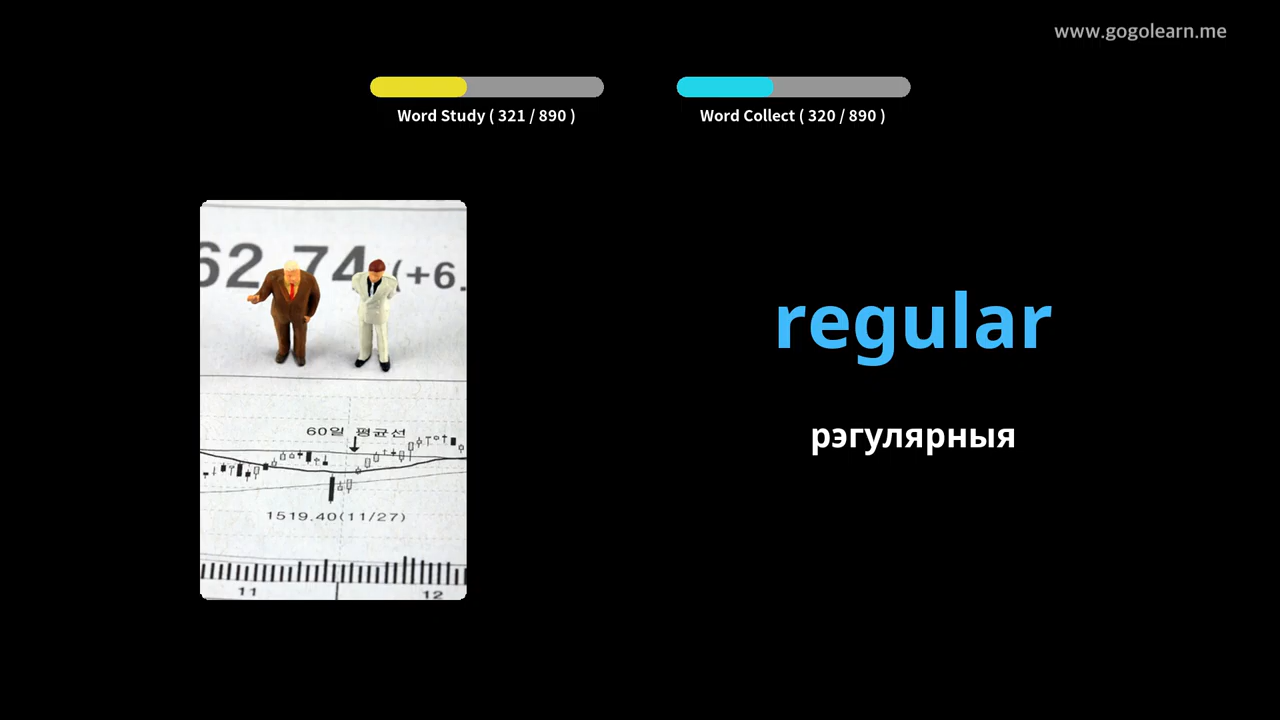 www.gogolearn.me
Word Study ( 321 / 890 )
Word Collect ( 320 / 890 )
62.74 (+6.
regular
60일 평균선
рэгулярныя
1519.40(11/27)
11
12